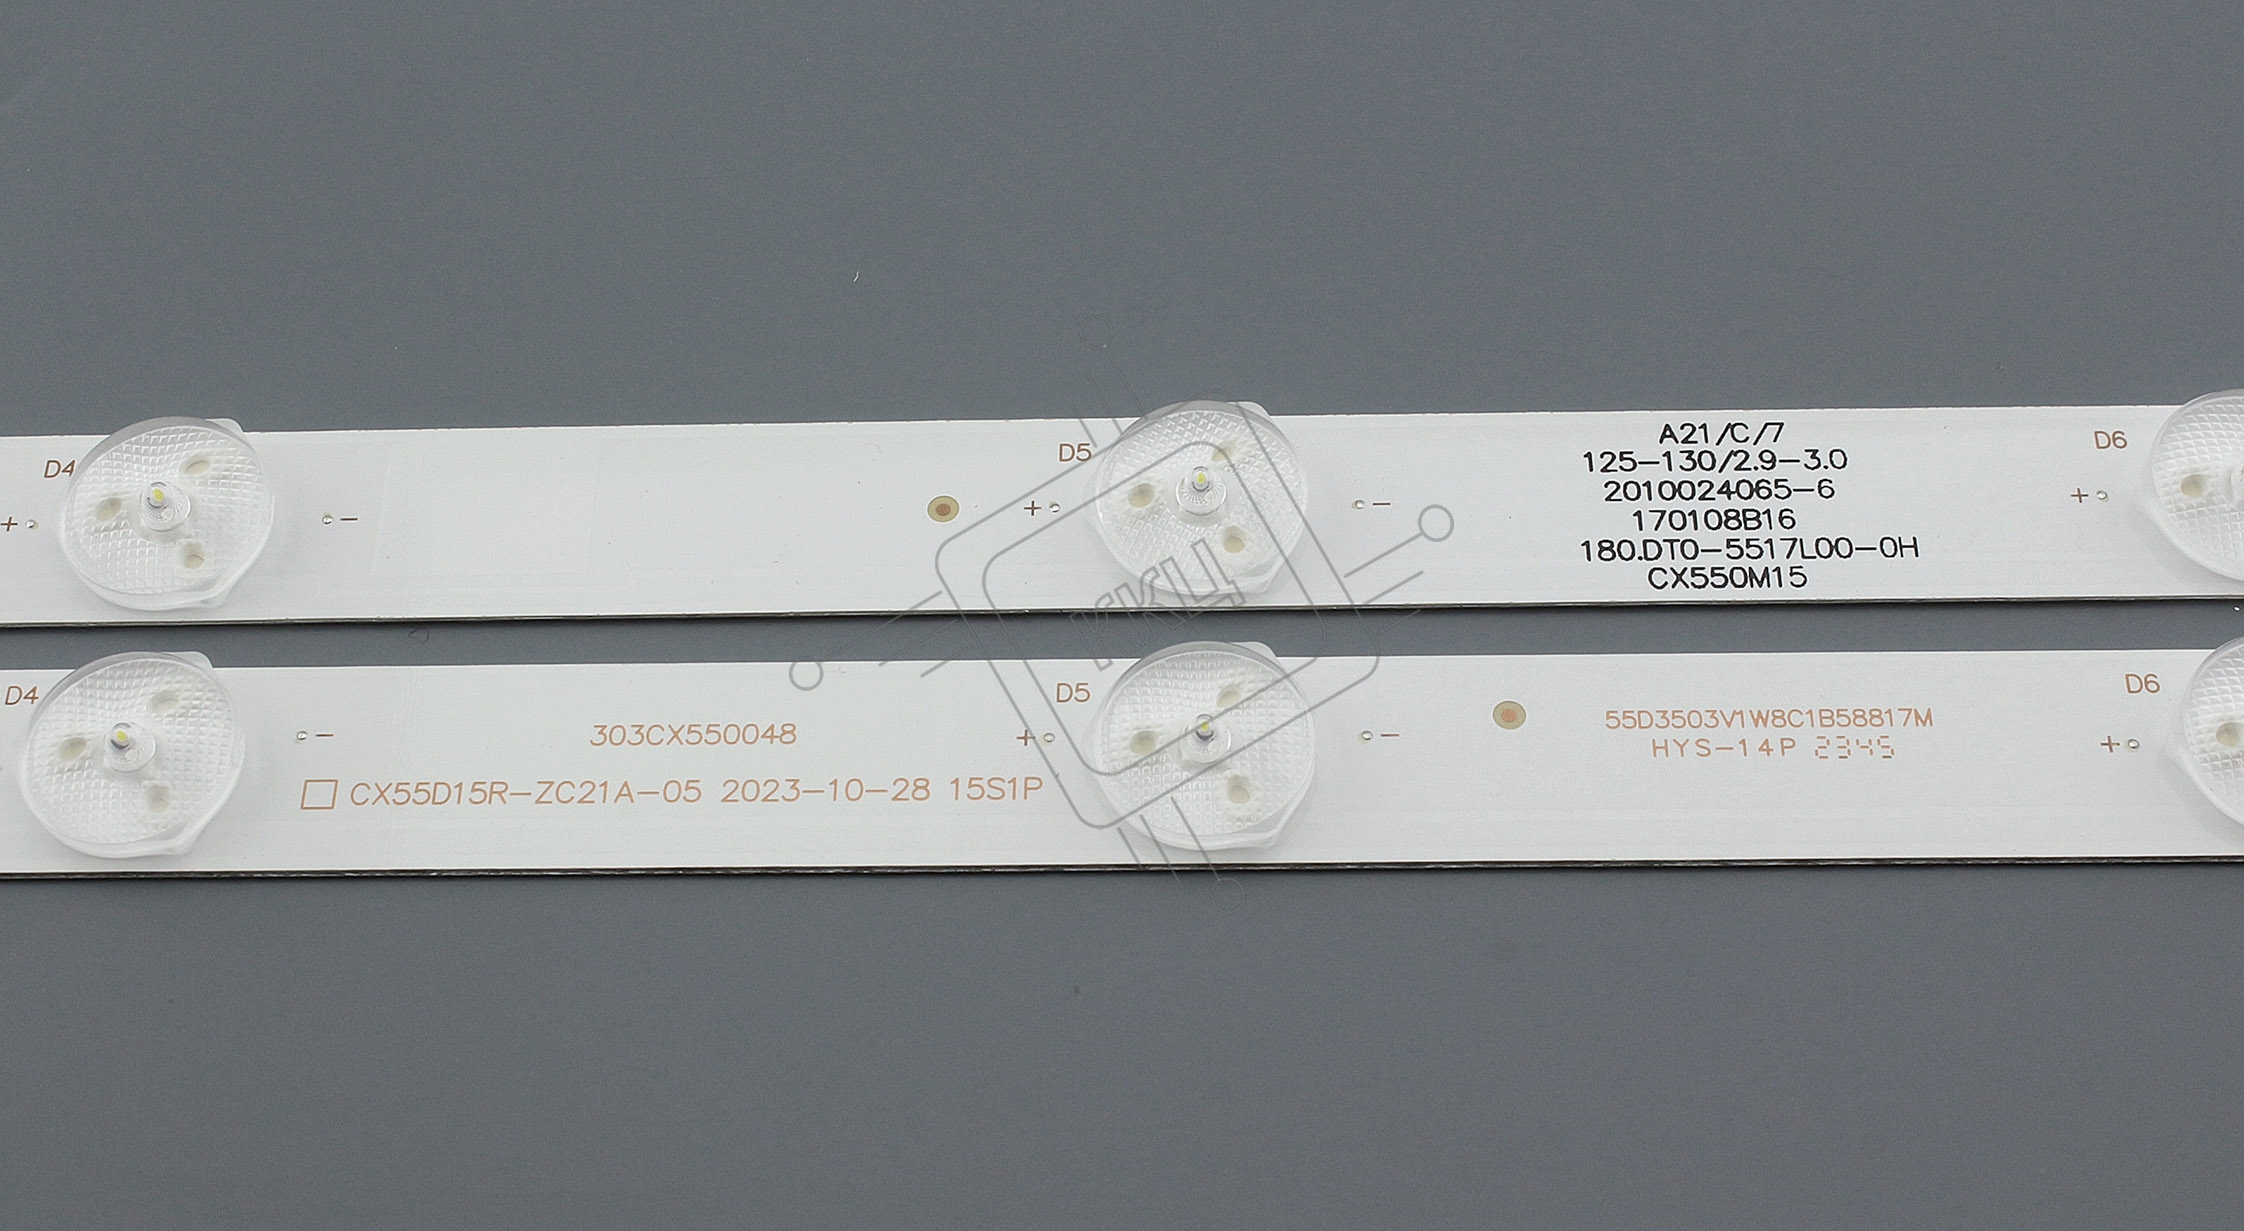 D4
+
-
+
D5
-
A21/C/7
125-130/2.9-3.0
2010024065-6
170108B16
180.DT0-5517L00-0H
CX550M15
D6
+
ККЦ
D4
-
303CX550048
CX55D15R-ZC21A-05 2023-10-28 15S1P
+
D5
-
55D3503V1W8C1B58817M
HYS-14P 2345
D6
+